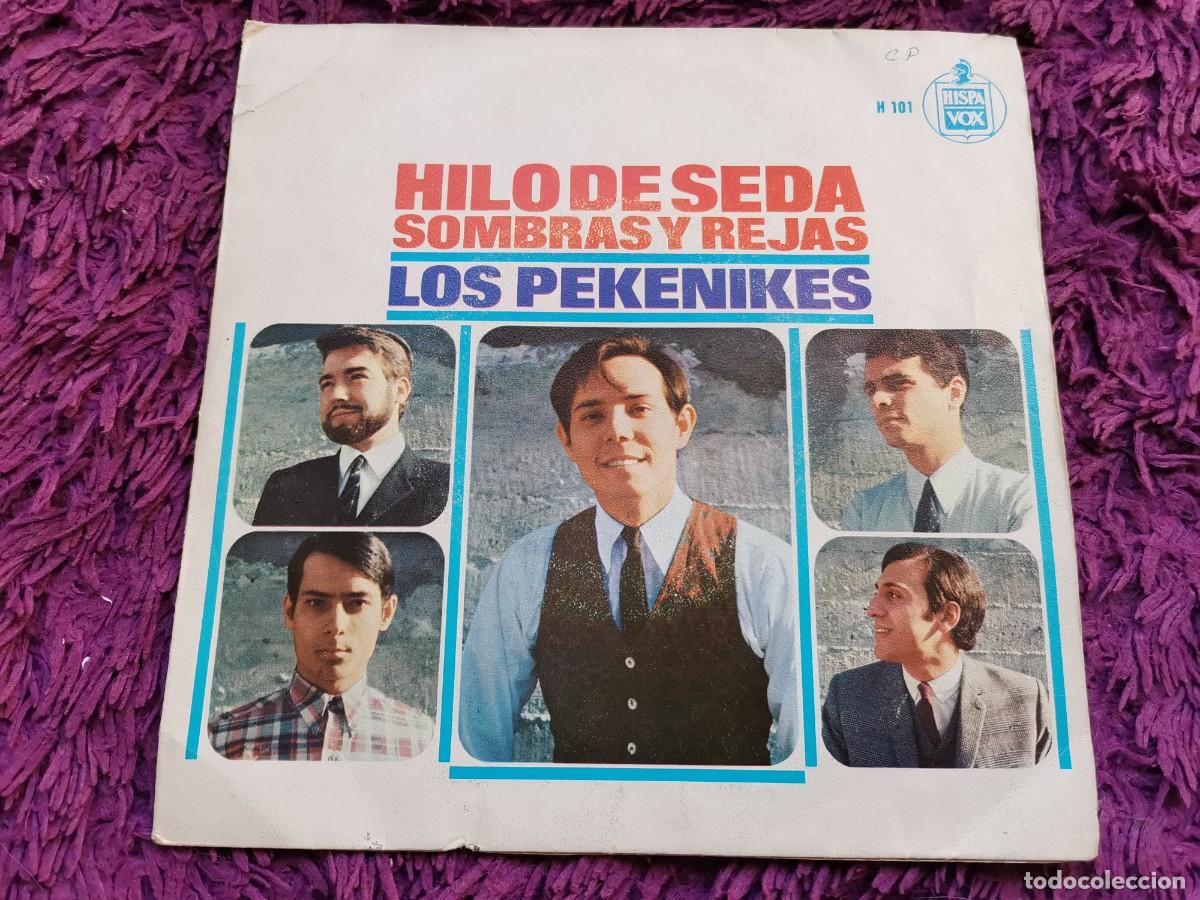 C P
H 101
HISPA
VOX
HILO DE SEDA
SOMBRAS Y REJAS
LOS PEKENIKES
todocoleccion